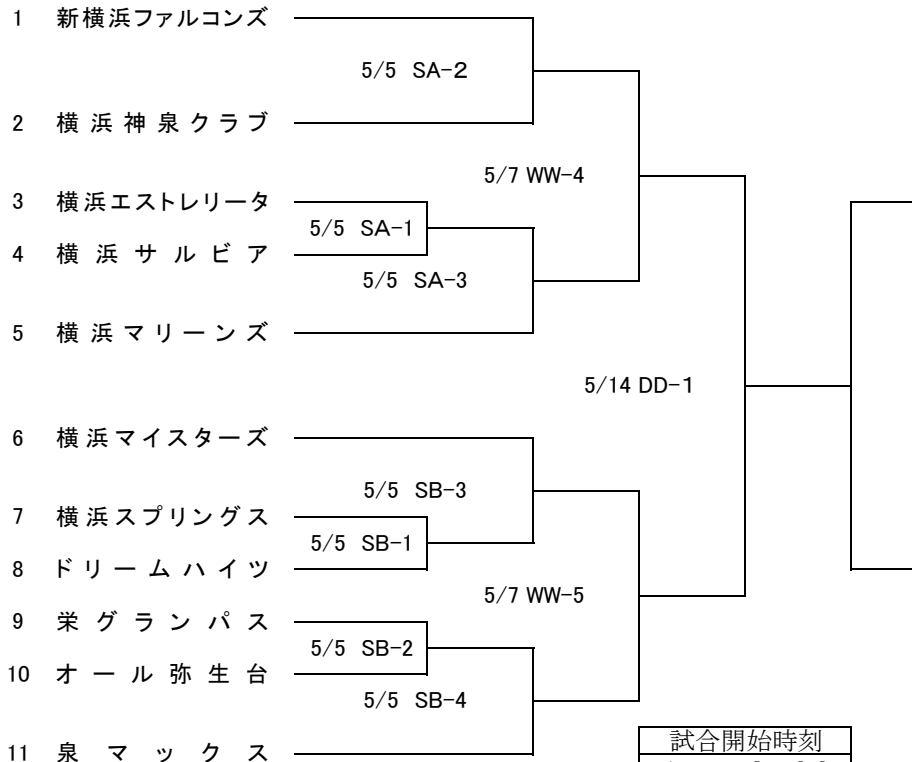 1 新横浜ファルコンズ
5/5 SA-2
2 横浜神泉クラブ
5/7 WW-4
3 横浜エストレリータ
5/5 SA-1
4 横浜サルビア
5/5 SA-3
5 横浜マリーンズ
5/14 DD-1
6 横浜マイスターズ
5/5 SB-3
7 横浜スプリングス
5/5 SB-1
8 ドリームハイツ
5/7 WW-5
9 栄グランパス
5/5 SB-2
10 オール弥生台
5/5 SB-4
11 泉マックス
試合開始時刻